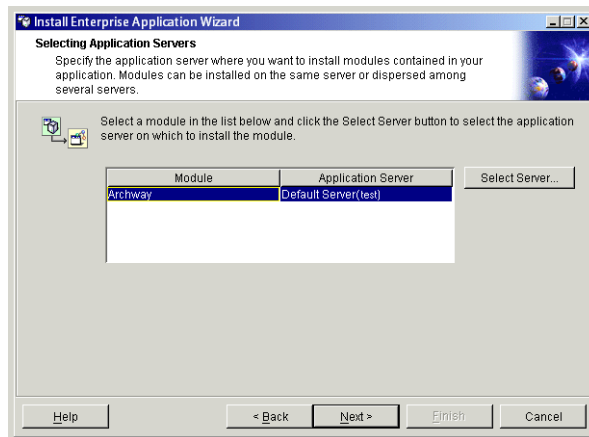 Install Enterprise Application Wizard
Selecting Application Servers
Specify the application server where you want to install modules contained in your
application. Modules can be installed on the same server or dispersed among
several servers.
Select a module in the list below and click the Select Server button to select the application
server on which to install the module.
Module Application Server Select Server...
Archway Default Server(test)
Help < Back Next > Finish Cancel